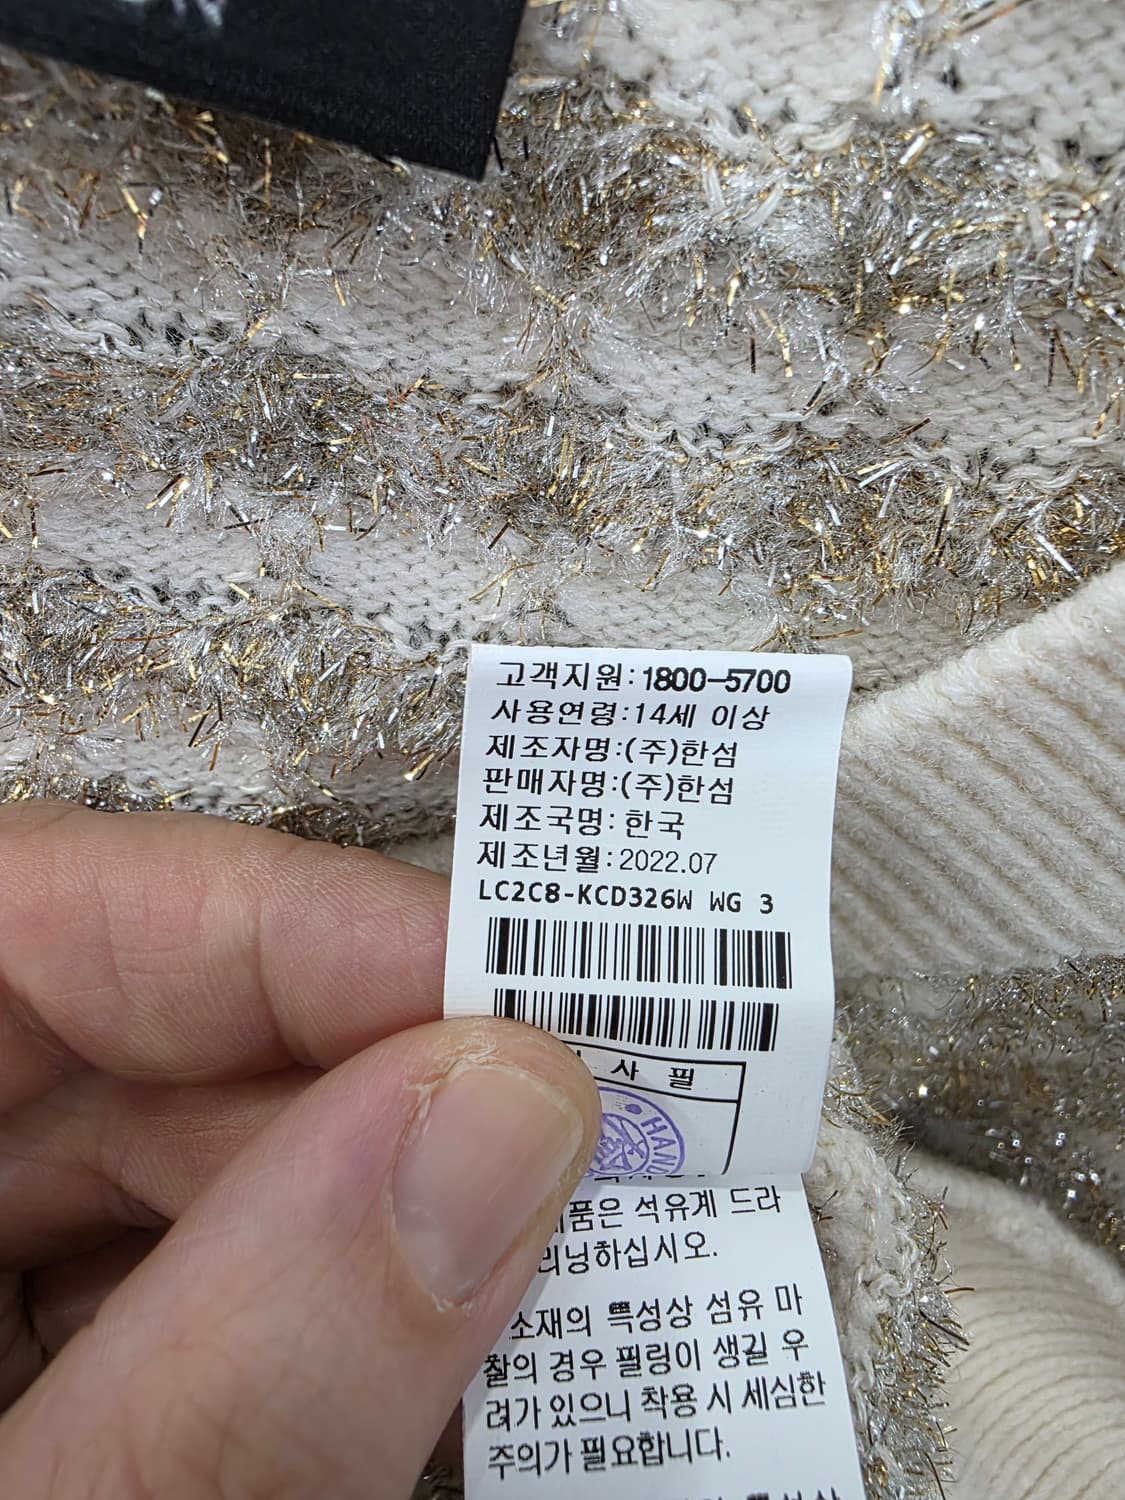 고객지원:1800-5700
사용연령:14세 이상
제조자명:(주)한섬
판매자명:(주)한섬
제조국명:한국
제조년월:2022.07
LC2C8-KCD326W WG 3
사 필
HAND
품은 석유계 드라
리닝하십시오.
소재의 특성상 섬유 마
찰의 경우 필링이 생길 우
려가 있으니 착용 시 세심한
주의가 필요합니다.